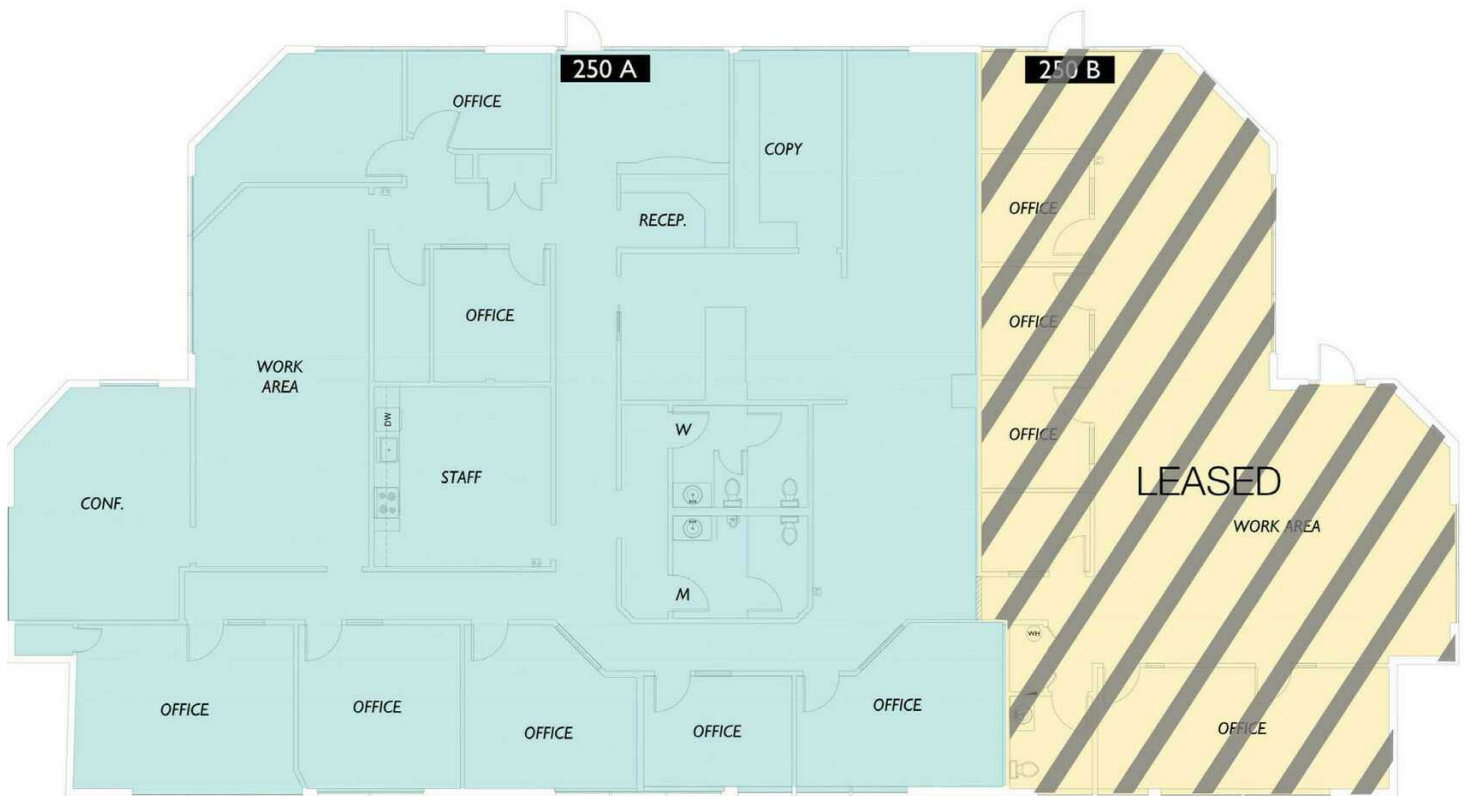 250 A
250 B
OFFICE
COPY
OFFICE
RECEP.
OFFICE
OFFICE
WORK
AREA
DW
W
OFFICE
STAFF
LEASED
CONF.
WORK AREA
M
WH
OFFICE
OFFICE
OFFICE
OFFICE
OFFICE
OFFICE